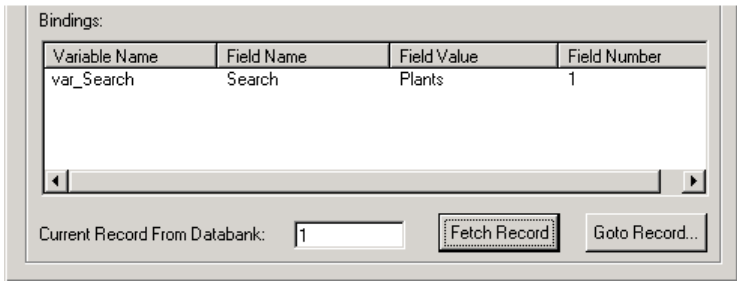 Bindings:
Variable Name Field Name Field Value Field Number
var_Search Search Plants 1
Current Record From Databank: 1 Fetch Record Goto Record...